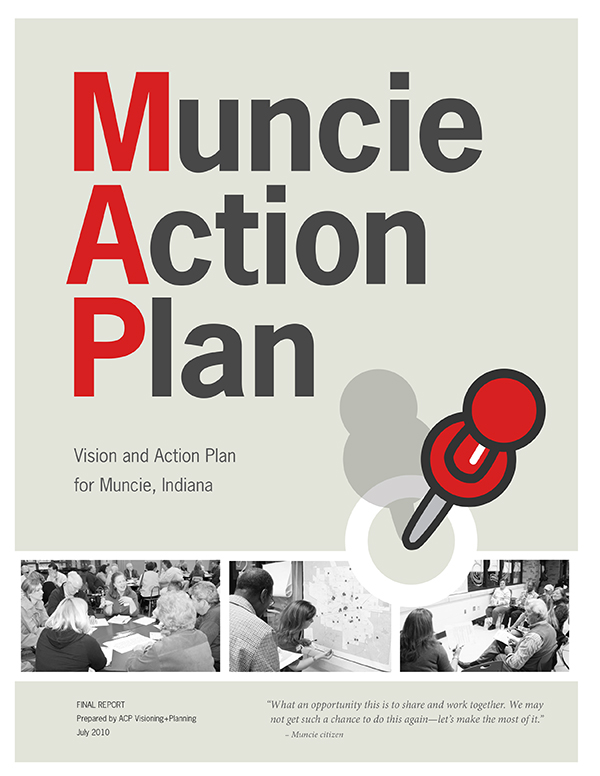 Muncie
Action
Plan
Vision and Action Plan
for Muncie, Indiana
FINAL REPORT
Prepared by ACP Visioning+Planning
July 2010
“What an opportunity this is to share and work together. We may
not get such a chance to do this again—let’s make the most of it.”
– Muncie citizen